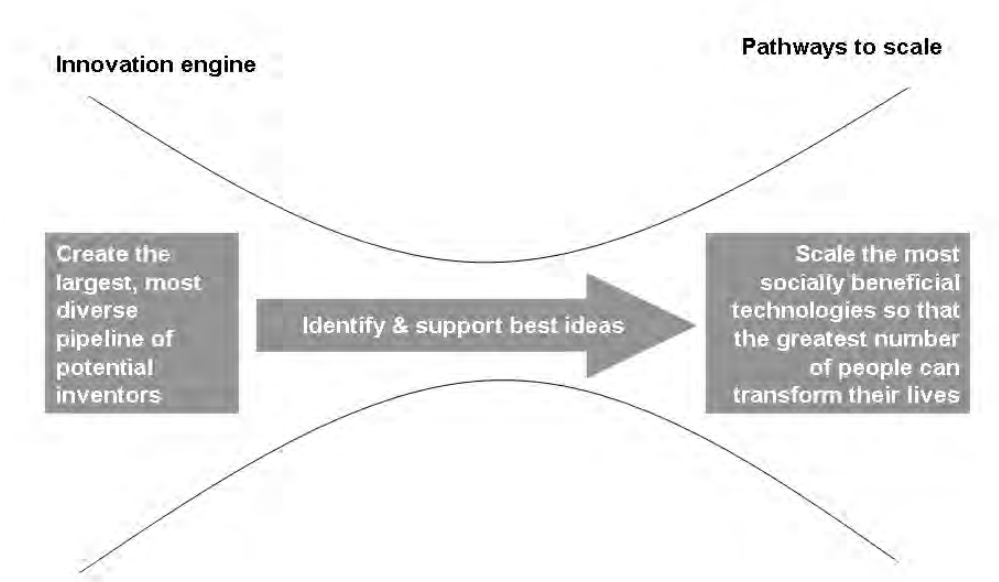 Innovation engine
Pathways to scale
Create the
largest, most
diverse
pipeline of
potential
inventors
Identify & support best ideas
Scale the most
socially beneficial
technologies so that
the greatest number
of people can
transform their lives